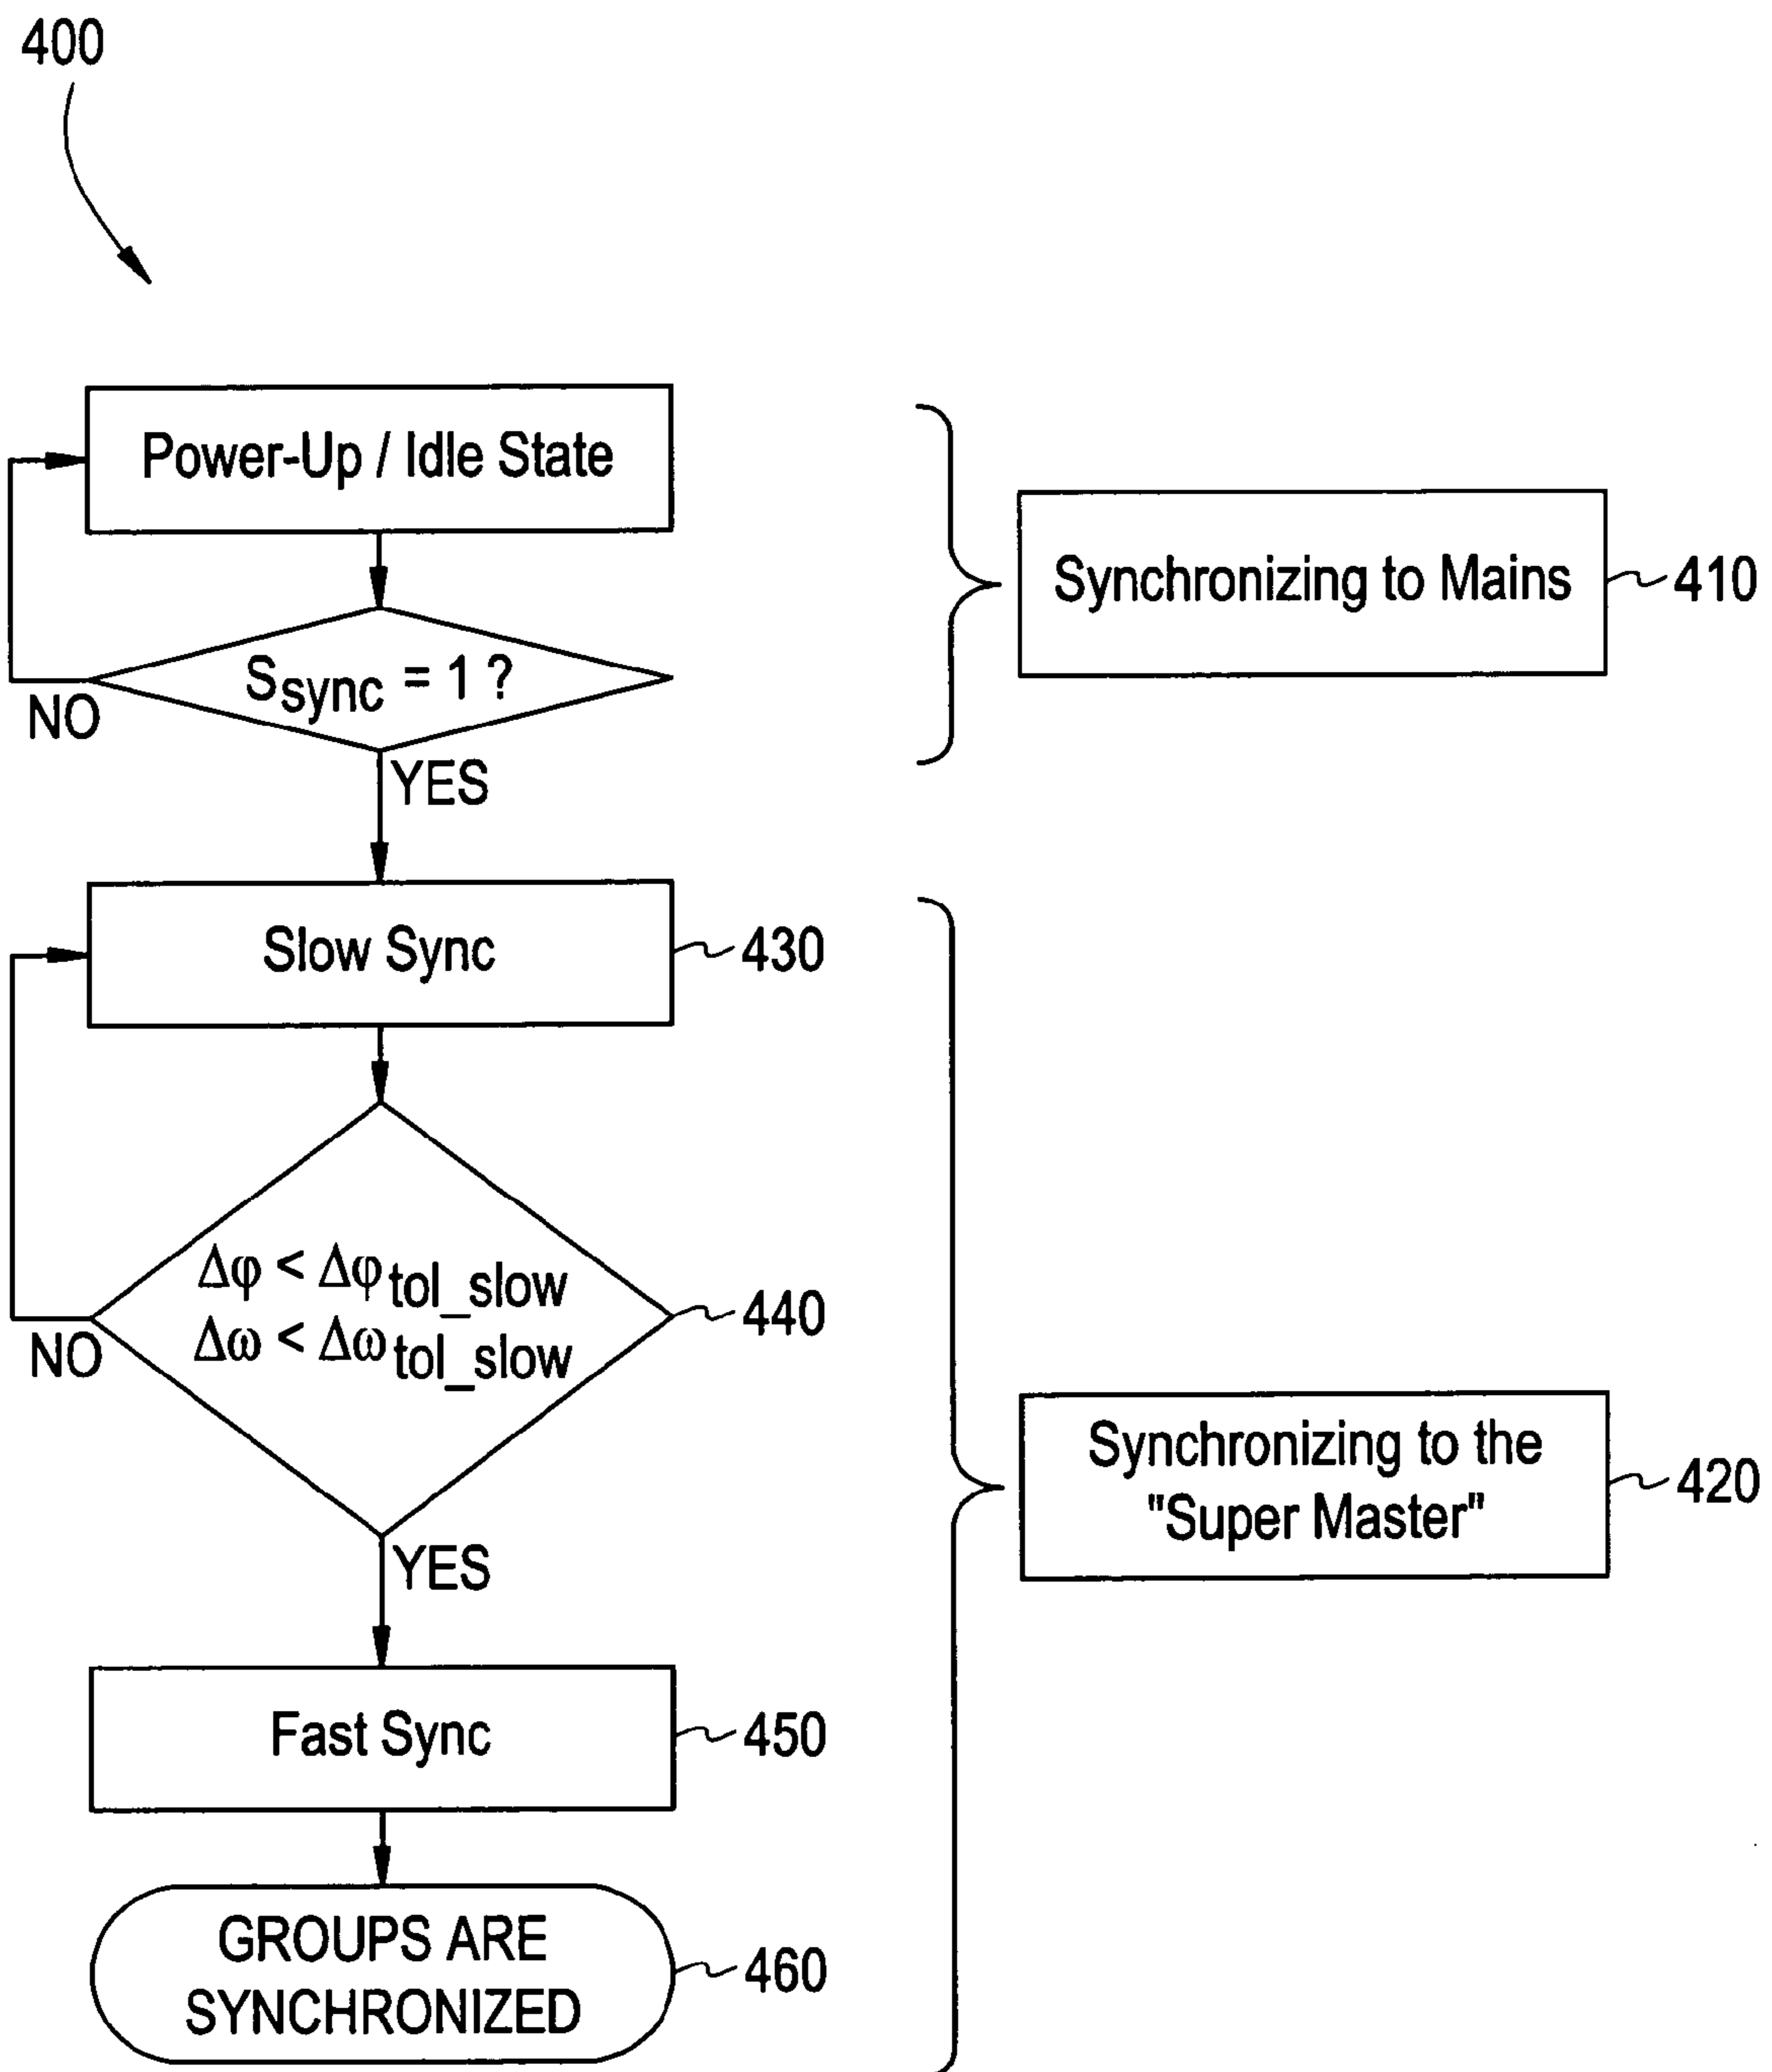 400
Power-Up / Idle State
Synchronizing to Mains
410
Ssync = 1 ?
NO
YES
Slow Sync
430
Δφ < Δφtol_slow
Δω < Δωtol_slow
440
NO
Synchronizing to the
"Super Master"
420
YES
Fast Sync
450
GROUPS ARE
SYNCHRONIZED
460